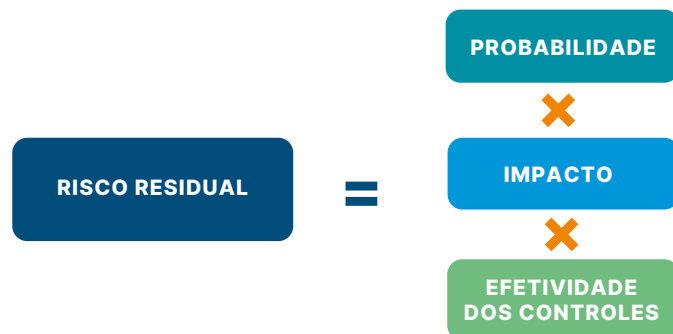 PROBABILIDADE
RISCO RESIDUAL
=
IMPACTO
EFETIVIDADE
DOS CONTROLES